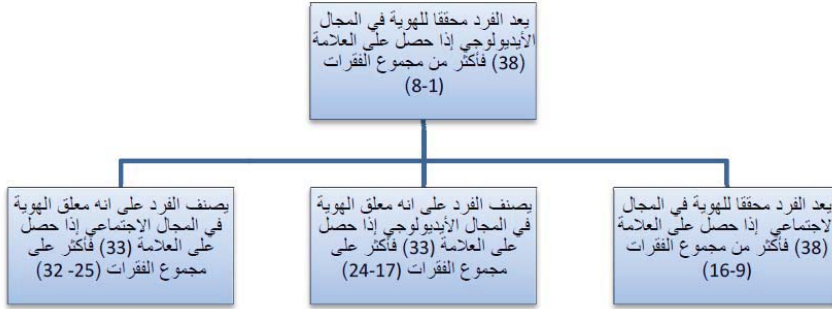 يعد الفرد محققا للهوية في المجال
الأيديولوجي إذا حصل على العلامة
(38) فأكثر من مجموع الفقرات
(8-1)
يعد الفرد محققا للهوية في المجال
الاجتماعي إذا حصل على العلامة
(38) فأكثر من مجموع الفقرات
(16-9)
يصنف الفرد على انه معلق الهوية
في المجال الأيديولوجي إذا حصل
على العلامة (33) فأكثر على
مجموع الفقرات (17-24)
يصنف الفرد على انه معلق الهوية
في المجال الاجتماعي إذا حصل
على العلامة (33) فأكثر على
مجموع الفقرات (25- 32)